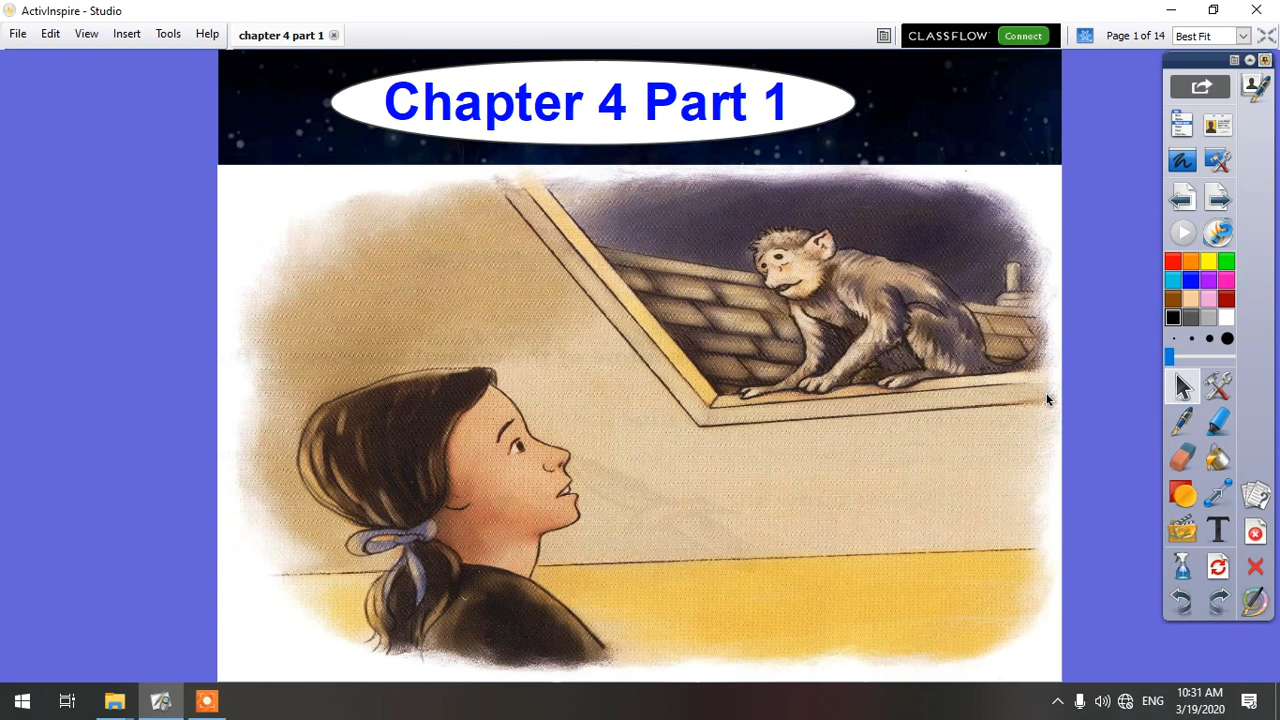 ActivInspire - Studio
File Edit View Insert Tools Help
chapter 4 part 1
CLASSFLOW Connect
Page 1 of 14
Best Fit
Chapter 4 Part 1
ENG
10:31 AM
3/19/2020